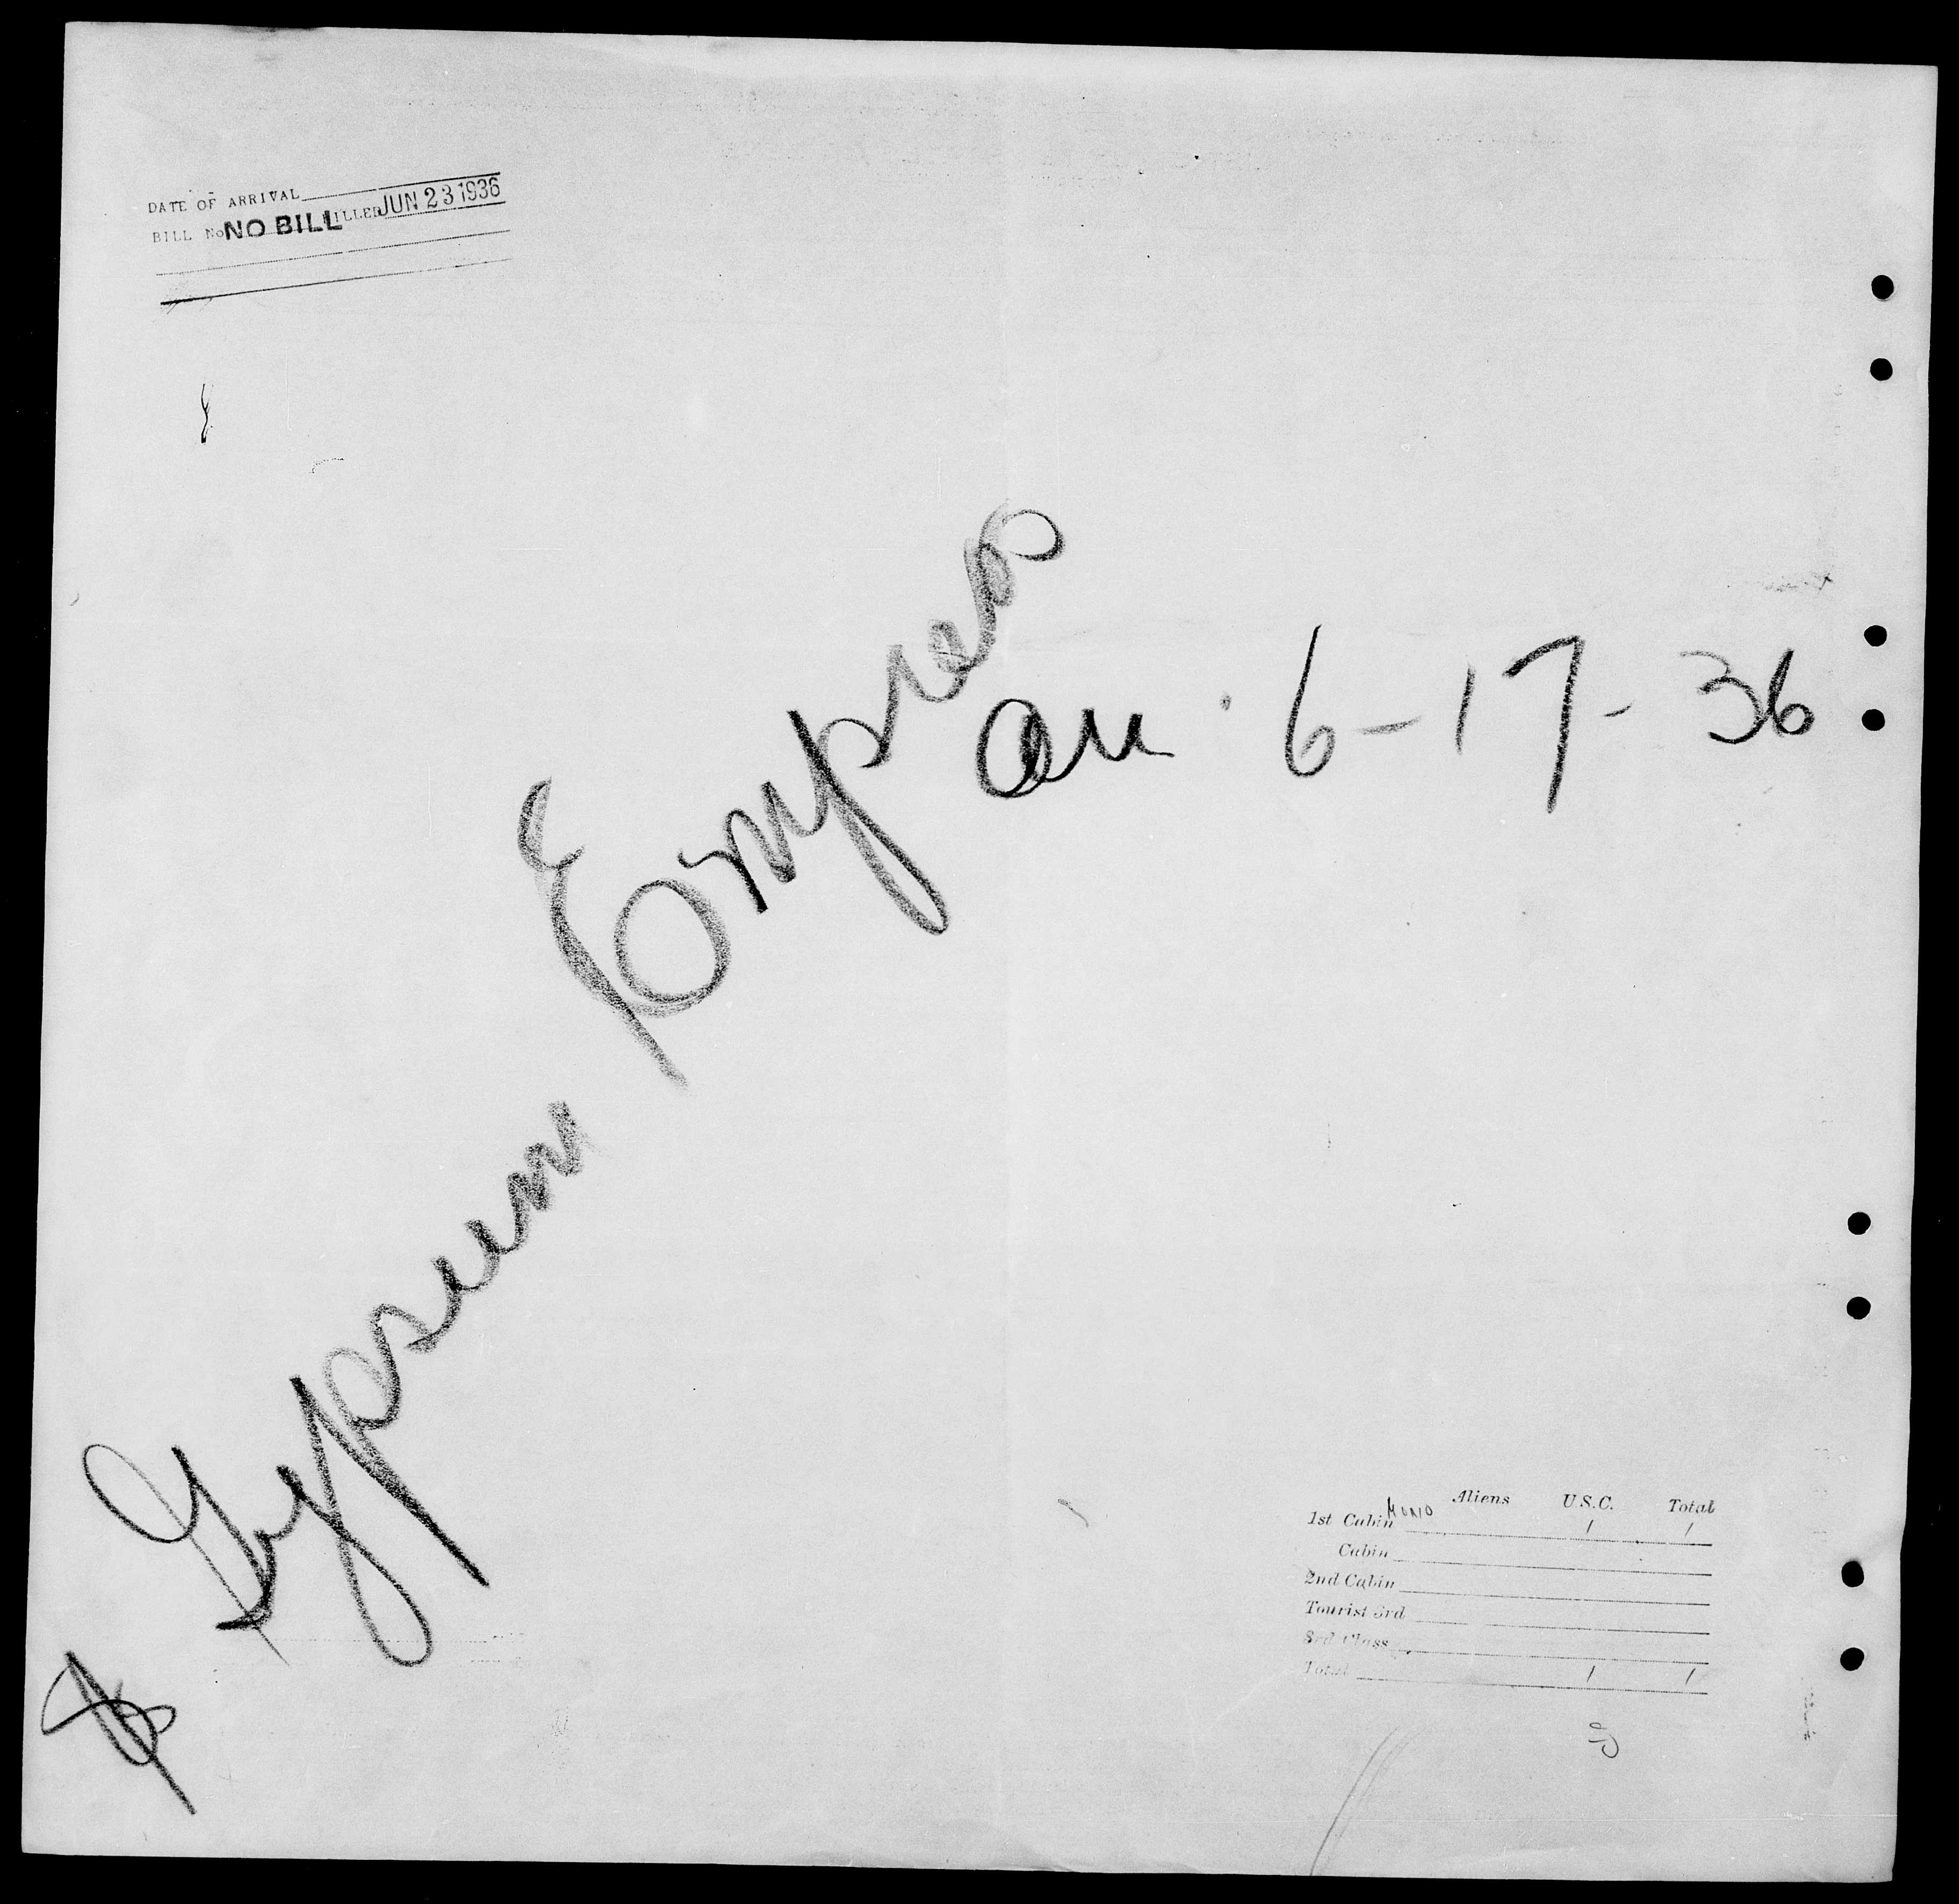 DATE OF ARRIVAL
BILL No NO BILL BILLED JUN 23 1936
Gypsum Empress
arr. 6-17-36
Aliens U.S.C. Total
1st Cabin 1 1
Cabin
2nd Cabin
Tourist 3rd
3rd Class
Total 1 1